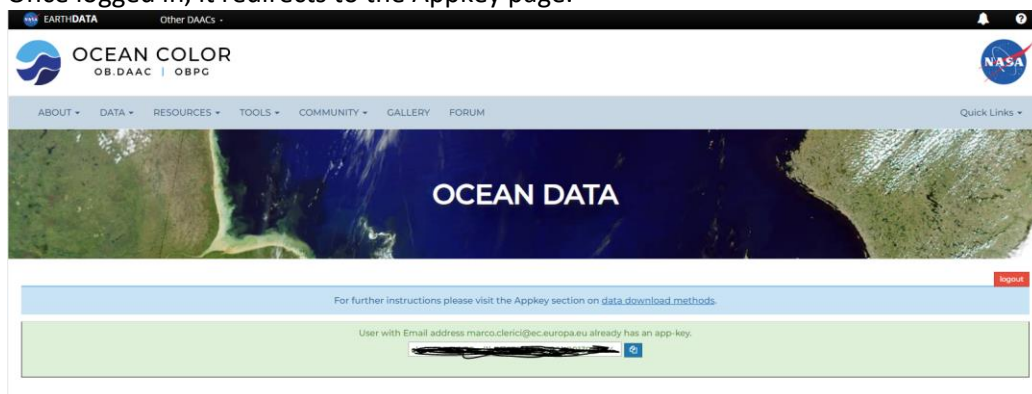 Once logged in, it redirects to the Appkey page.
EARTHDATA Other DAACs
OCEAN COLOR
OB.DAAC | OBPG
NASA
ABOUT DATA RESOURCES TOOLS COMMUNITY GALLERY FORUM Quick Links
OCEAN DATA
logout
For further instructions please visit the Appkey section on data download methods.
User with Email address marco.clerici@ec.europa.eu already has an app-key.